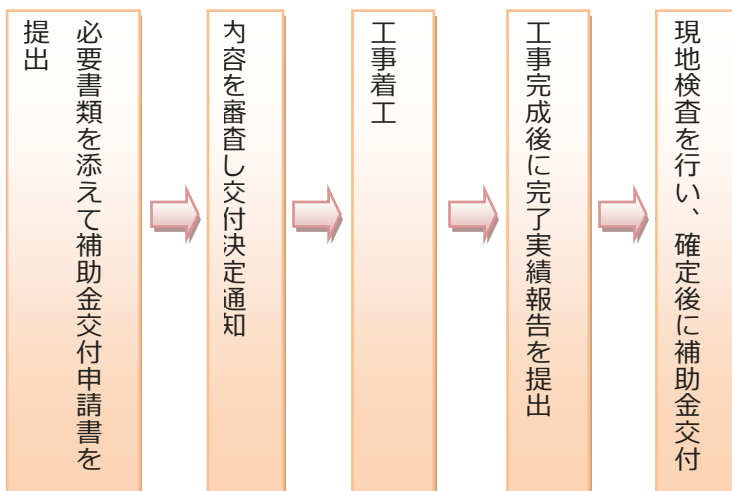 必要書類を添えて補助金交付申請書を
提出
内容を審査し交付決定通知
工事着工
工事完成後に完了実績報告を提出
現地検査を行い、確定後に補助金交付